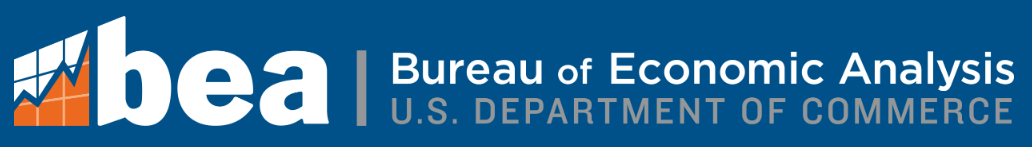 bea
Bureau of Economic Analysis
U.S. DEPARTMENT OF COMMERCE